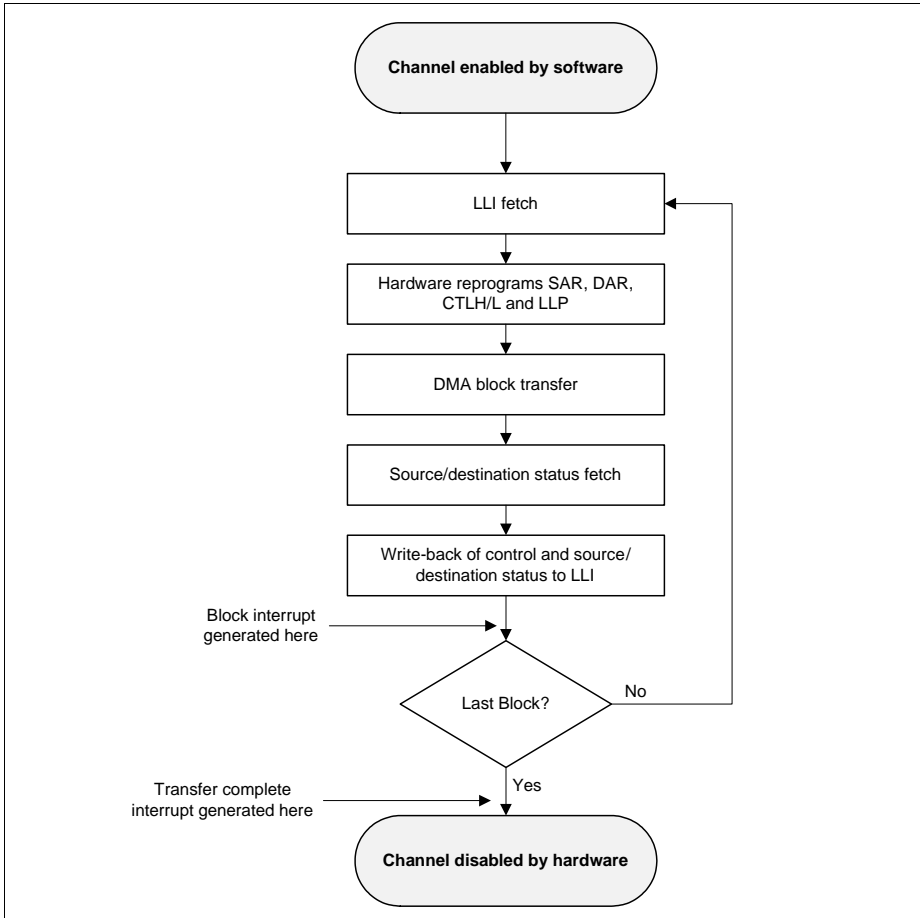 Channel enabled by software
LLI fetch
Hardware reprograms SAR, DAR,
CTLH/L and LLP
DMA block transfer
Source/destination status fetch
Write-back of control and source/
destination status to LLI
Block interrupt
generated here
Last Block?
No
Yes
Transfer complete
interrupt generated here
Channel disabled by hardware